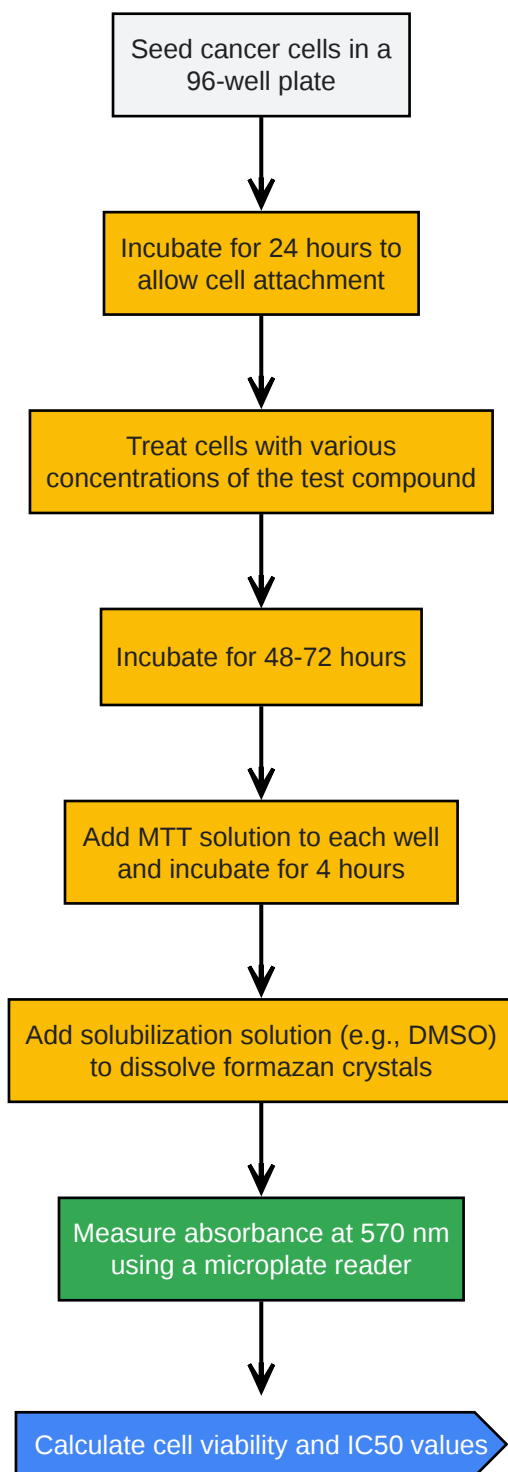 Seed cancer cells in a
96-well plate
Incubate for 24 hours to
allow cell attachment
Treat cells with various
concentrations of the test compound
Incubate for 48-72 hours
Add MTT solution to each well
and incubate for 4 hours
Add solubilization solution (e.g., DMSO)
to dissolve formazan crystals
Measure absorbance at 570 nm
using a microplate reader
Calculate cell viability and IC50 values